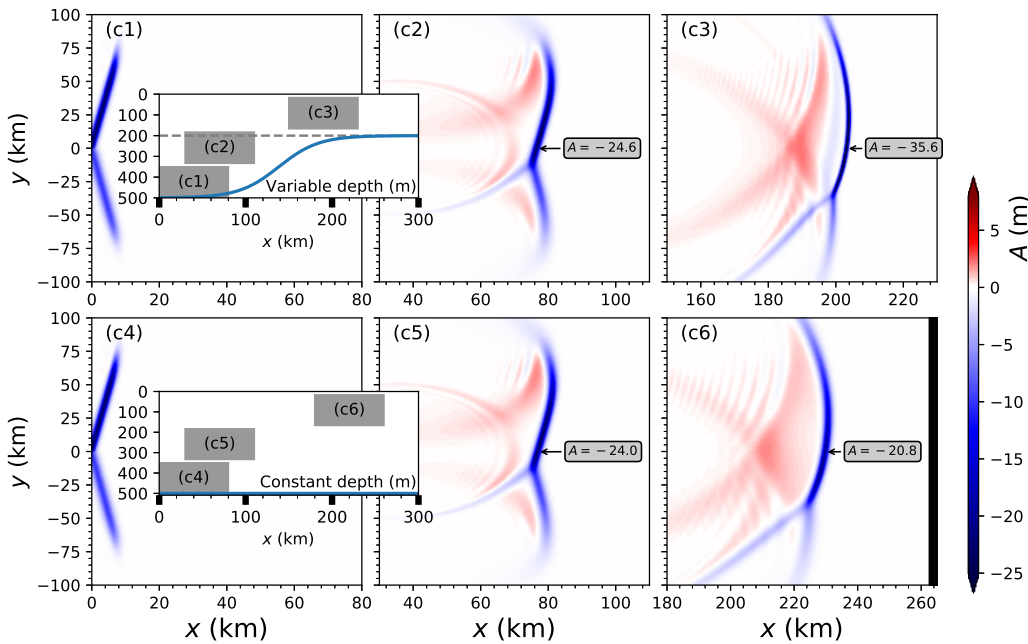 (c1)
(c2)
(c3)
100
75
50
25
0
−25
−50
−75
−100
y (km)
0
100
200
300
400
500
(c3)
(c2)
(c1)
Variable depth (m)
0
100
200
300
x (km)
A = −24.6
A = −35.6
0
20
40
60
80
40
60
80
100
160
180
200
220
(c4)
(c5)
(c6)
100
75
50
25
0
−25
−50
−75
−100
y (km)
0
100
200
300
400
500
(c6)
(c5)
(c4)
Constant depth (m)
0
100
200
300
x (km)
A = −24.0
A = −20.8
0
20
40
60
80
40
60
80
100
180
200
220
240
260
x (km)
x (km)
x (km)
5
0
−5
−10
−15
−20
−25
A (m)